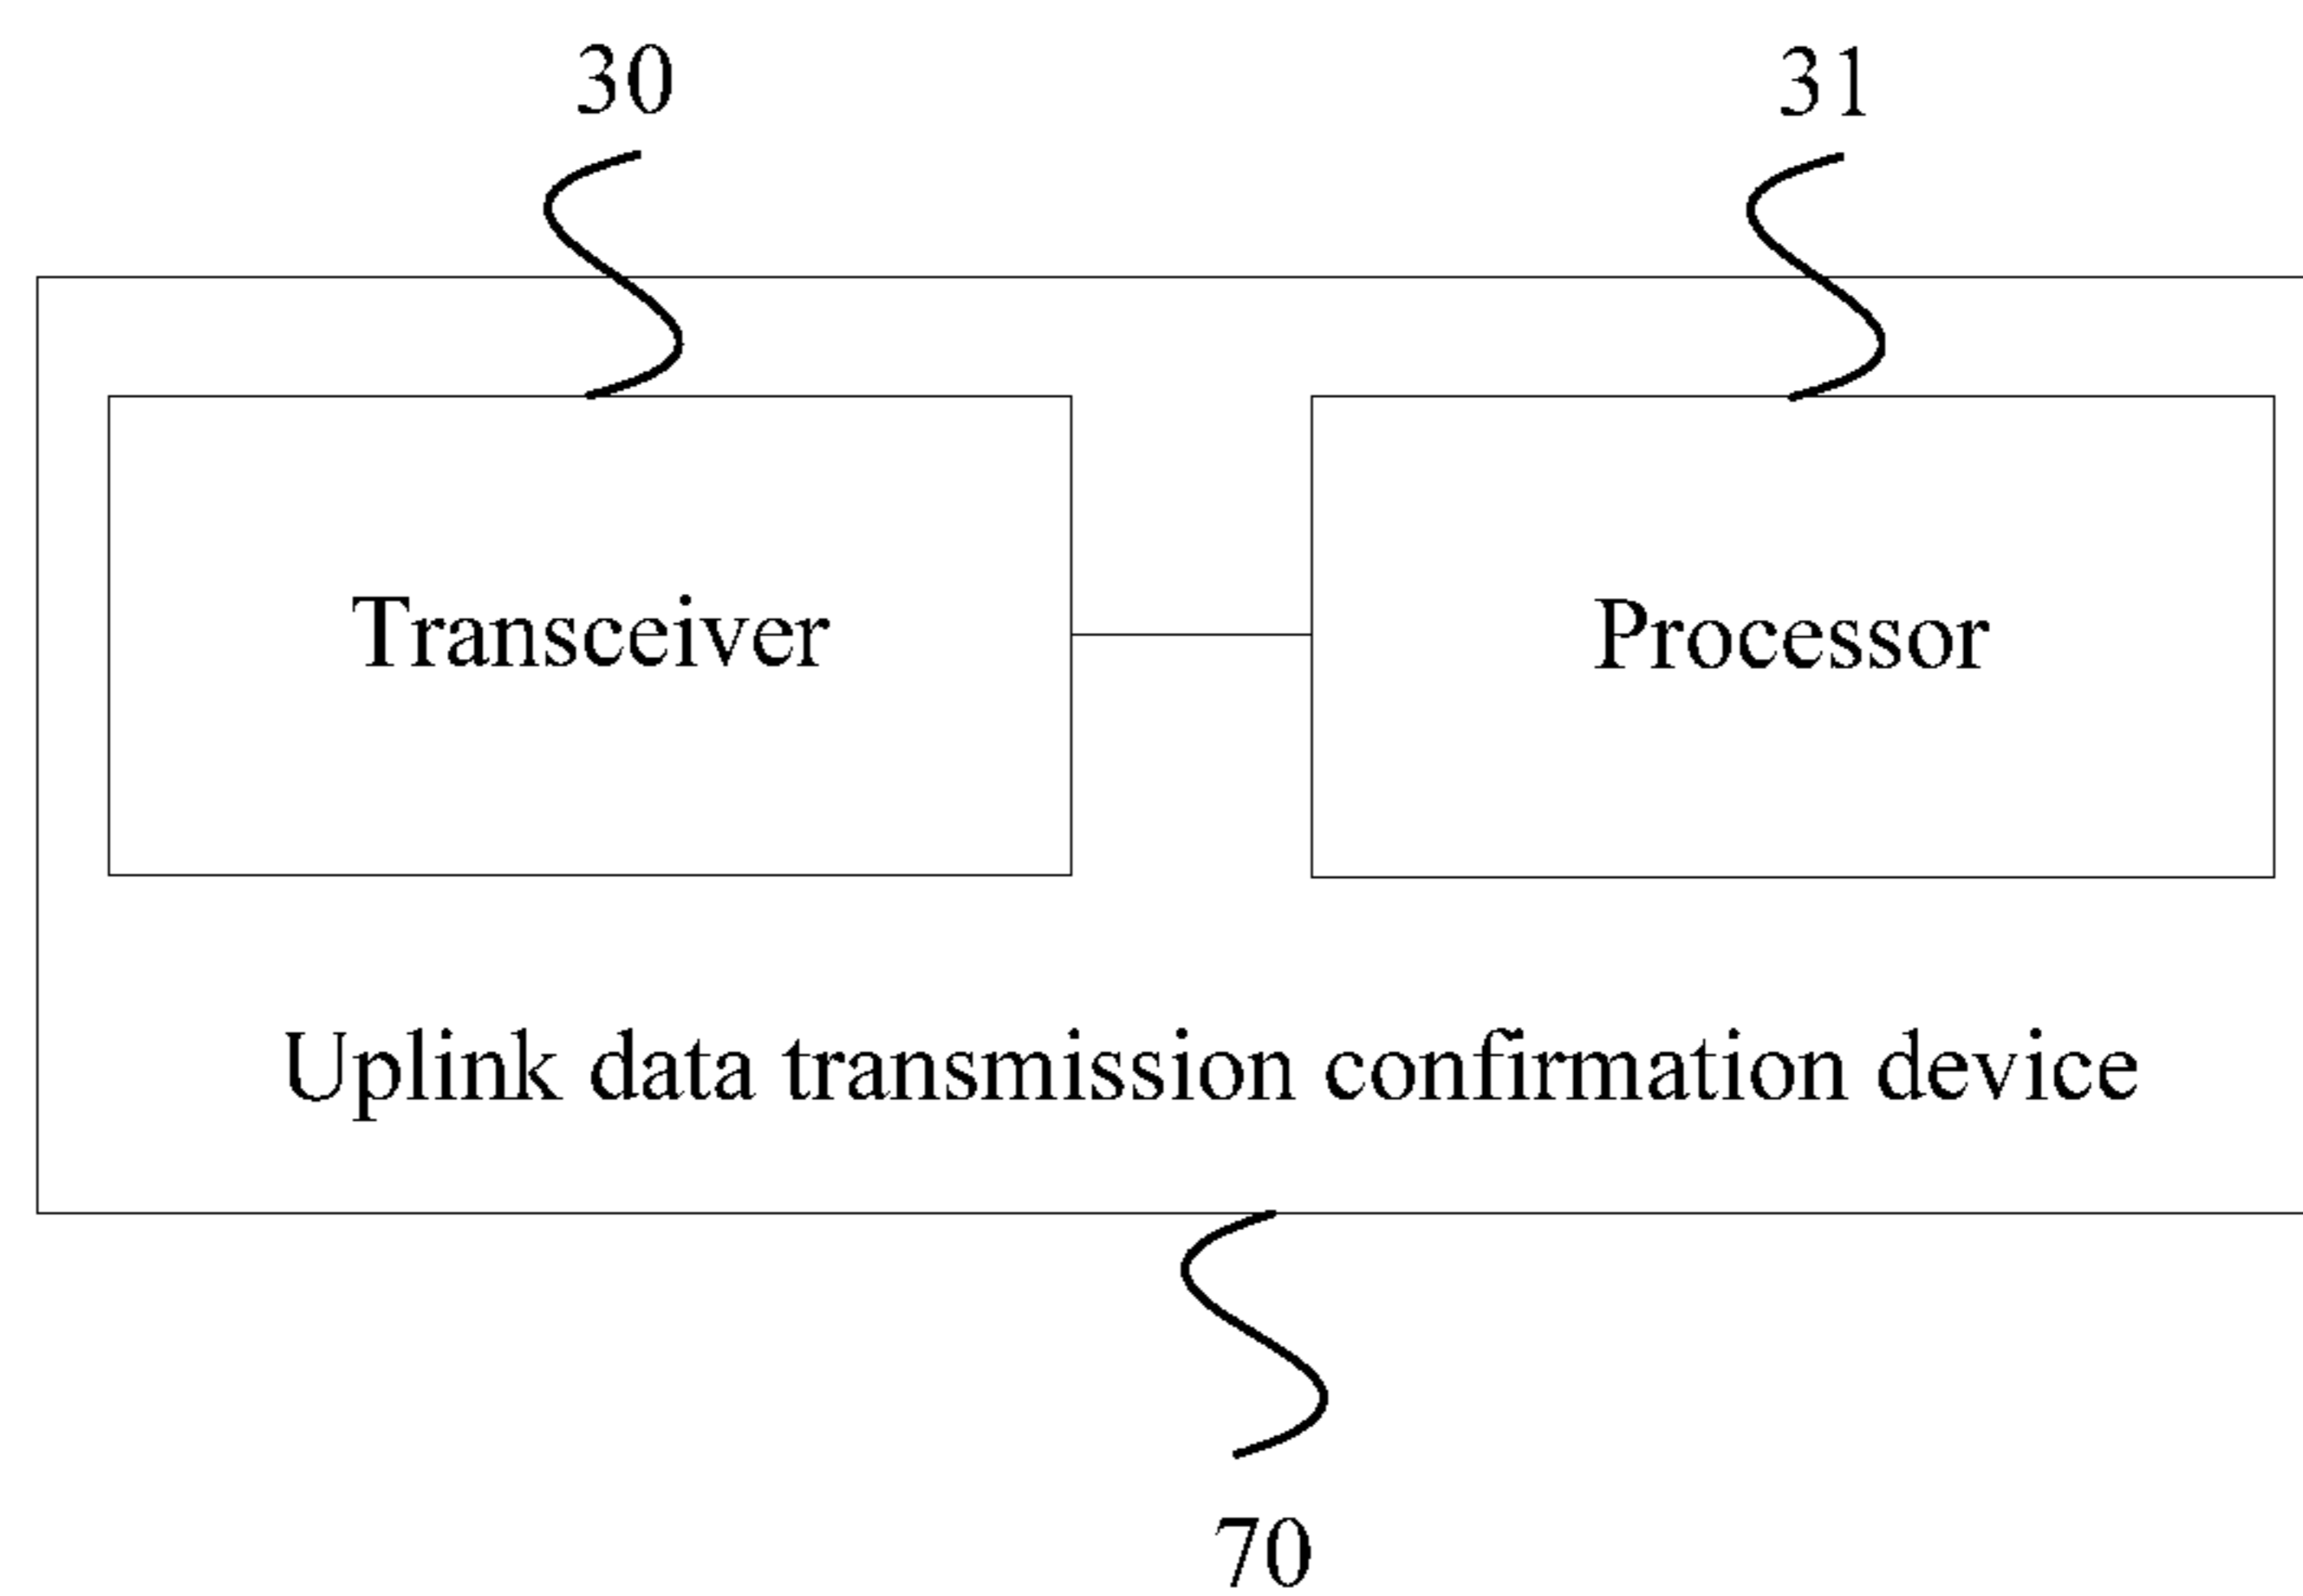 30
31
Transceiver
Processor
Uplink data transmission confirmation device
70